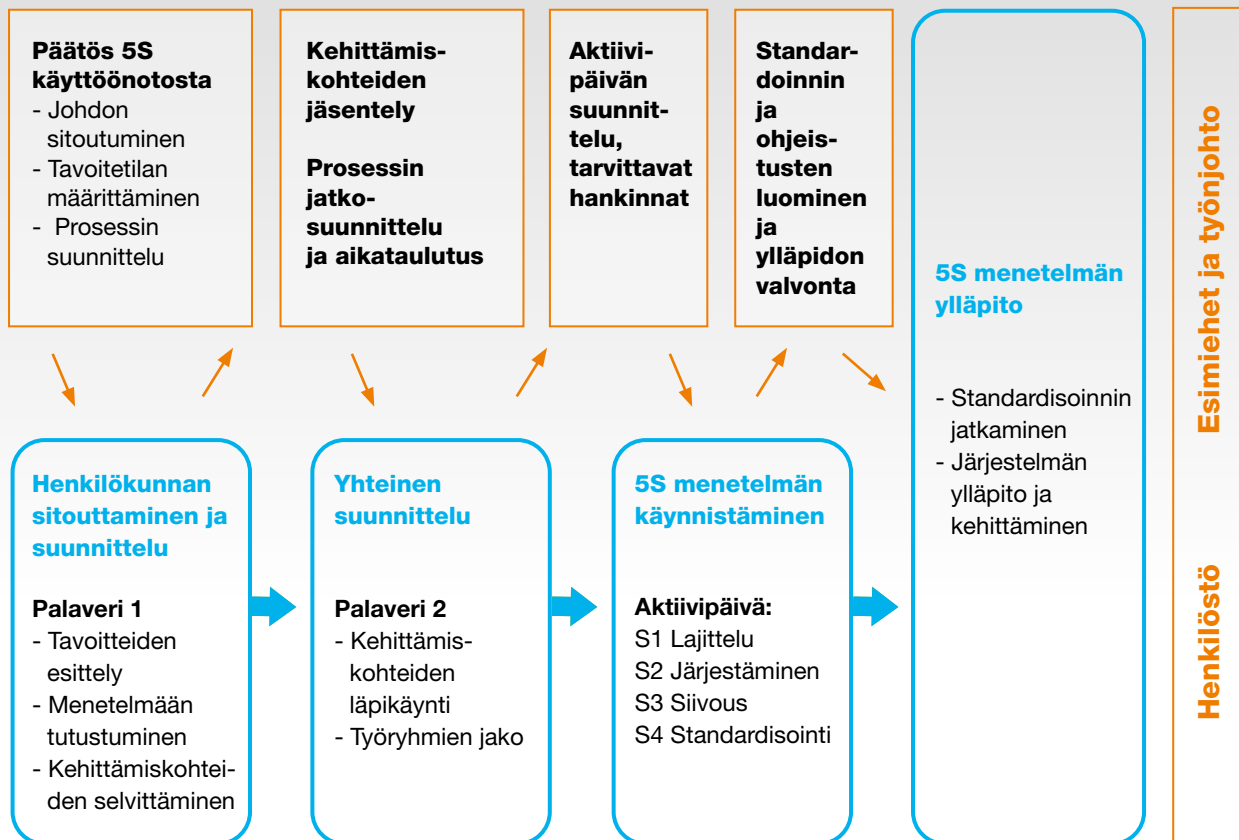 Päätös 5S
käyttöönotosta
- Johdon
sitoutuminen
- Tavoitetilan
määrittäminen
- Prosessin
suunnittelu
Kehittämis-
kohteiden
jäsentely
Prosessin
jatko-
suunnittelu
ja aikataulutus
Aktiivi-
päivän
suunnit-
telu,
tarvittavat
hankinnat
Standar-
doinnin
ja
ohjeis-
tusten
luominen
ja
ylläpidon
valvonta
5S menetelmän
ylläpito
- Standardisoinnin
jatkaminen
- Järjestelmän
ylläpito ja
kehittäminen
Esimiehet ja työnjohto
Henkilökunnan
sitouttaminen ja
suunnittelu
Palaveri 1
- Tavoitteiden
esittely
- Menetelmään
tutustuminen
- Kehittämiskohtei-
den selvittäminen
Yhteinen
suunnittelu
Palaveri 2
- Kehittämis-
kohteiden
läpikäynti
- Työryhmien jako
5S menetelmän
käynnistäminen
Aktiivipäivä:
S1 Lajittelu
S2 Järjestäminen
S3 Siivous
S4 Standardisointi
Henkilöstö